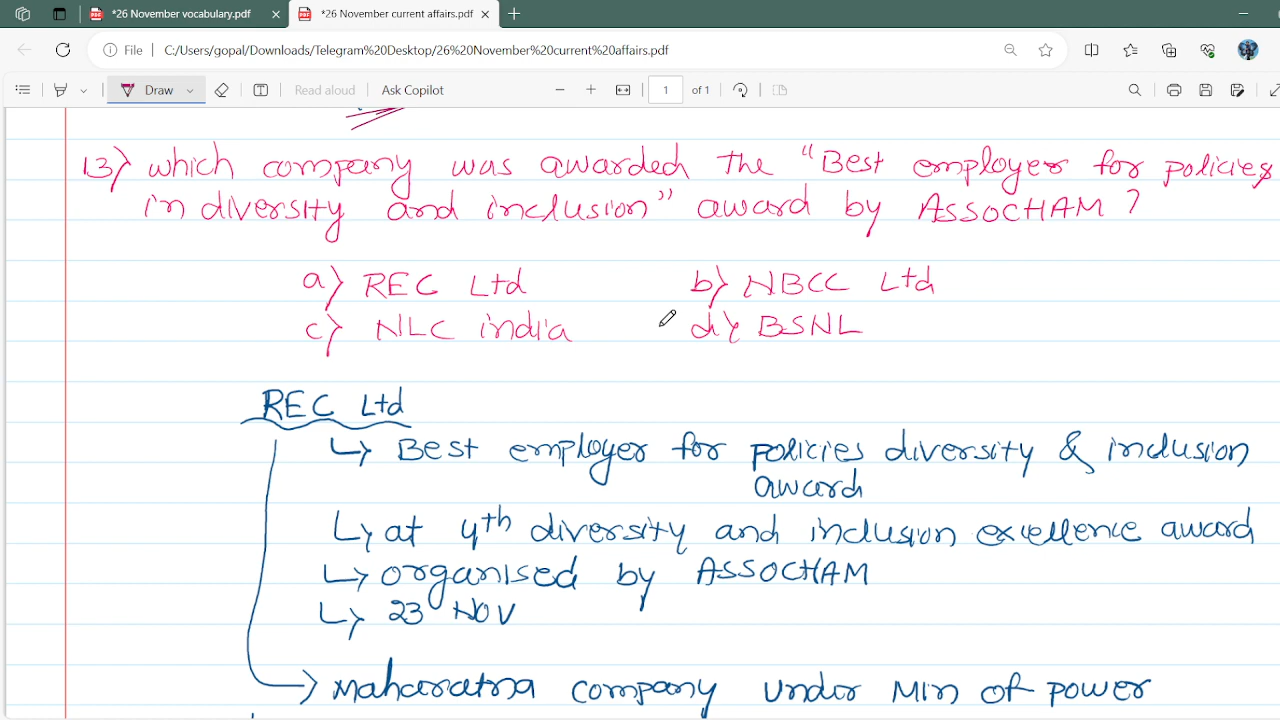 *26 November vocabulary.pdf
*26 November current affairs.pdf
File
C:/Users/gopal/Downloads/Telegram%20Desktop/26%20November%20current%20affairs.pdf
Draw
Read aloud
Ask Copilot
1
of 1
13) which company was awarded the "Best employer for policies
in diversity and inclusion" award by ASSOCHAM ?
a) REC Ltd b) NBCC Ltd
c) NLC india d) BSNL
REC Ltd
↳ Best employer for policies diversity & inclusion
award
↳ at 4th diversity and inclusion excellence award
↳ organised by ASSOCHAM
↳ 23 NOV
→ Maharatna company under Min of power